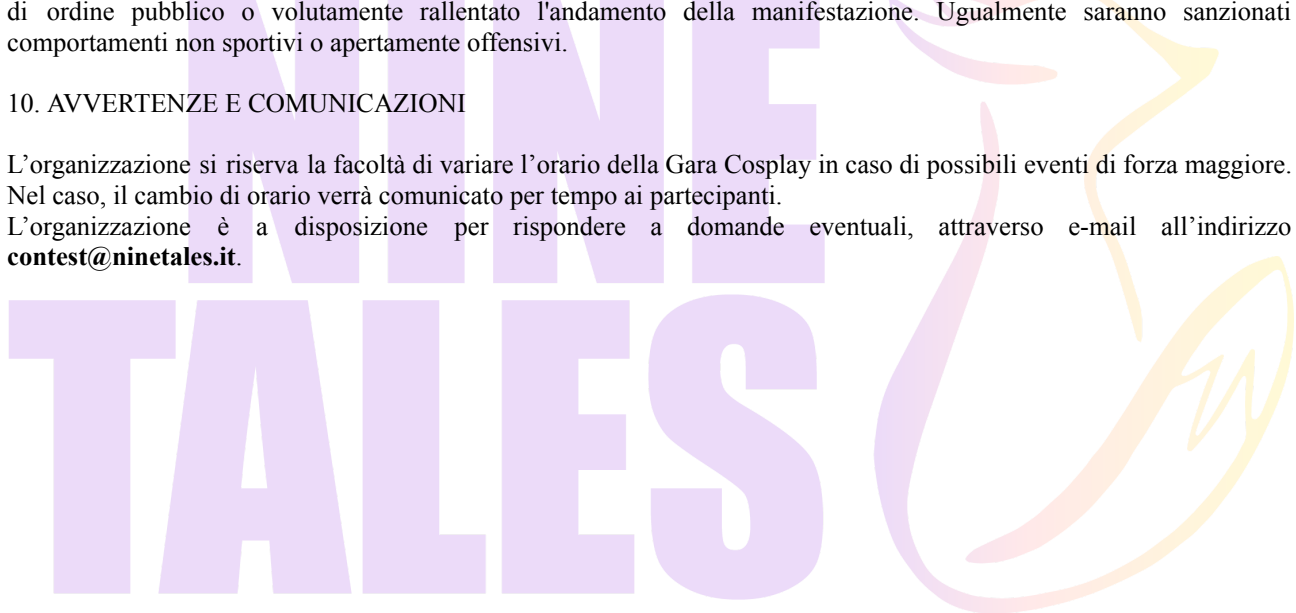 di ordine pubblico o volutamente rallentato l'andamento della manifestazione. Ugualmente saranno sanzionati
comportamenti non sportivi o apertamente offensivi.
10. AVVERTENZE E COMUNICAZIONI
L’organizzazione si riserva la facoltà di variare l’orario della Gara Cosplay in caso di possibili eventi di forza maggiore.
Nel caso, il cambio di orario verrà comunicato per tempo ai partecipanti.
L’organizzazione è a disposizione per rispondere a domande eventuali, attraverso e-mail all’indirizzo
contest@ninetales.it.
NINE
TALES